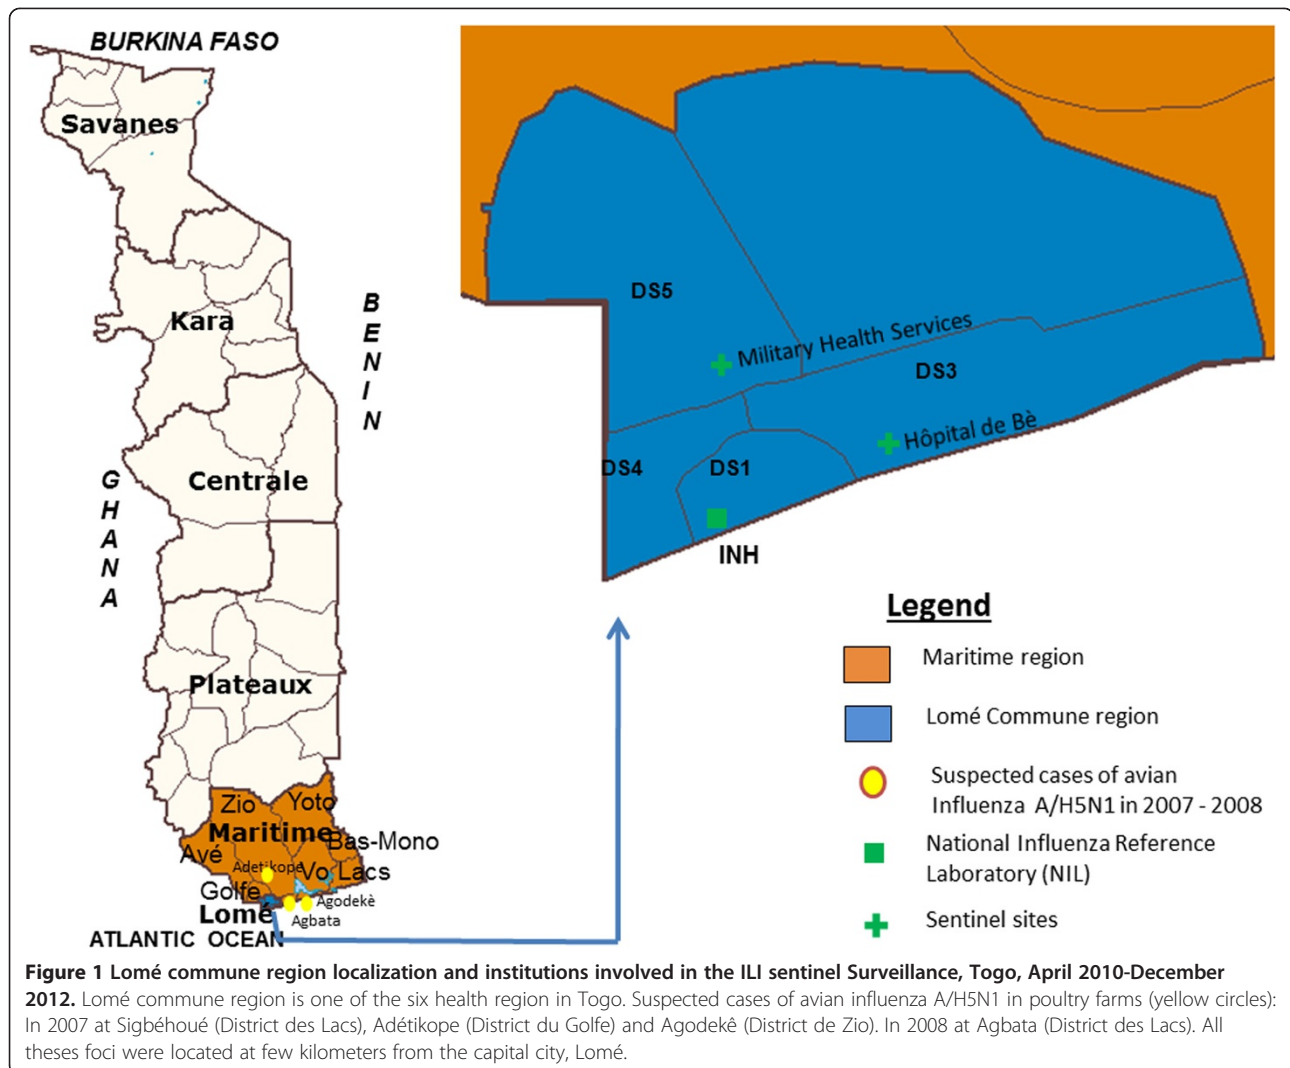 BURKINA FASO
Savanes
Kara
BENIN
Centrale
GHANA
Plateaux
Zio
Yoto
Maritime
Bas-Mono
Avé
Adetikope
Vo
Lacs
Golfe
Agodekè
Lomé
Agbata
ATLANTIC OCEAN
DS5
Military Health Services
DS3
Hôpital de Bè
DS4
DS1
INH
Legend
Maritime region
Lomé Commune region
Suspected cases of avian
Influenza A/H5N1 in 2007 - 2008
National Influenza Reference
Laboratory (NIL)
Sentinel sites
Figure 1 Lomé commune region localization and institutions involved in the ILI sentinel Surveillance, Togo, April 2010-December
2012. Lomé commune region is one of the six health region in Togo. Suspected cases of avian influenza A/H5N1 in poultry farms (yellow circles):
In 2007 at Sigbéhoué (District des Lacs), Adétikope (District du Golfe) and Agodekê (District de Zio). In 2008 at Agbata (District des Lacs). All
theses foci were located at few kilometers from the capital city, Lomé.